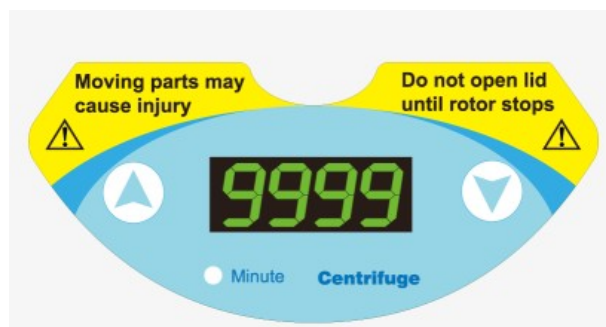 Moving parts may
cause injury
Do not open lid
until rotor stops
9999
Minute
Centrifuge